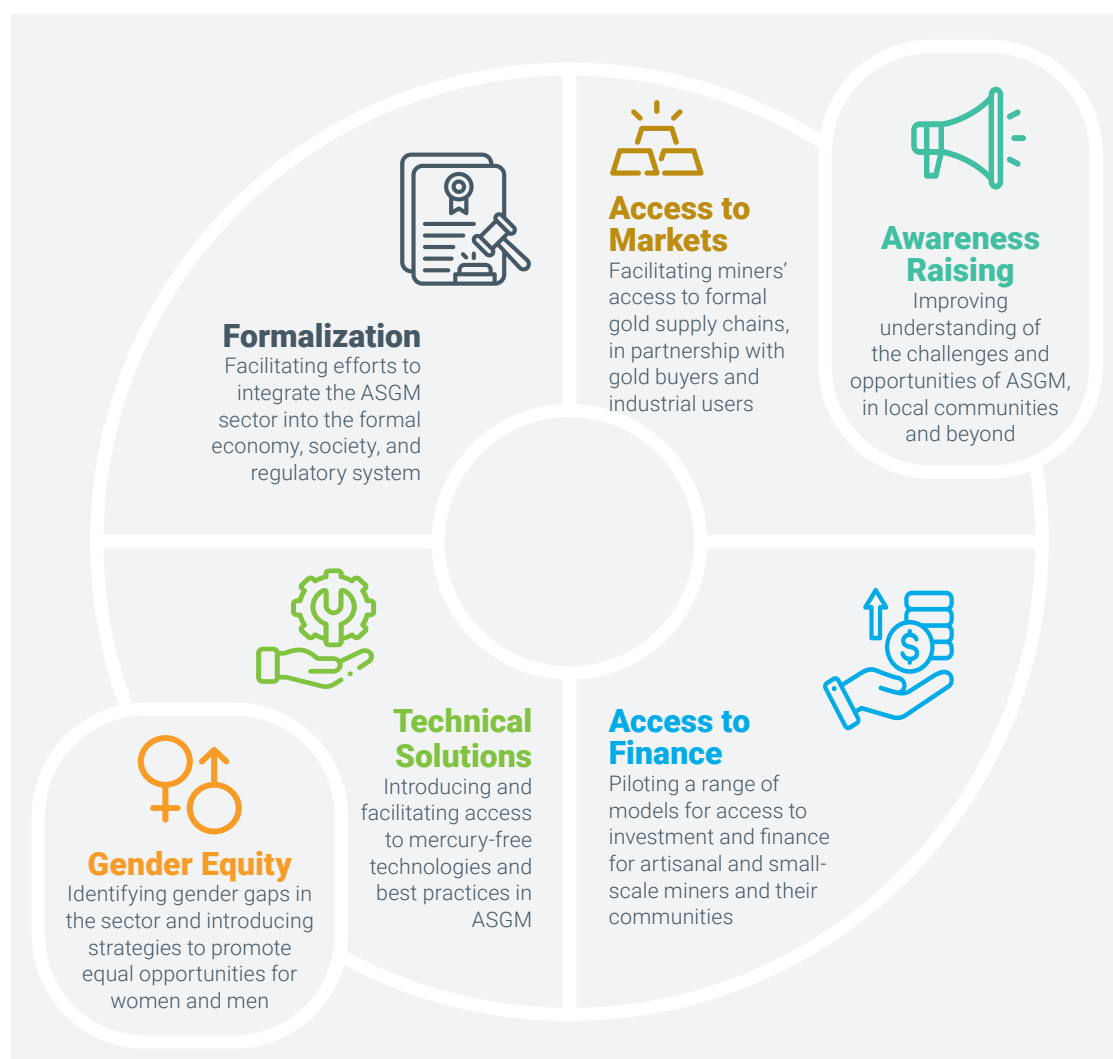 Formalization
Facilitating efforts to
integrate the ASGM
sector into the formal
economy, society, and
regulatory system
Access to
Markets
Facilitating miners’
access to formal
gold supply chains,
in partnership with
gold buyers and
industrial users
Awareness
Raising
Improving
understanding of
the challenges and
opportunities of ASGM,
in local communities
and beyond
Gender Equity
Identifying gender gaps in
the sector and introducing
strategies to promote
equal opportunities for
women and men
Technical
Solutions
Introducing and
facilitating access
to mercury-free
technologies and
best practices in
ASGM
$
Access to
Finance
Piloting a range of
models for access to
investment and finance
for artisanal and small-
scale miners and their
communities